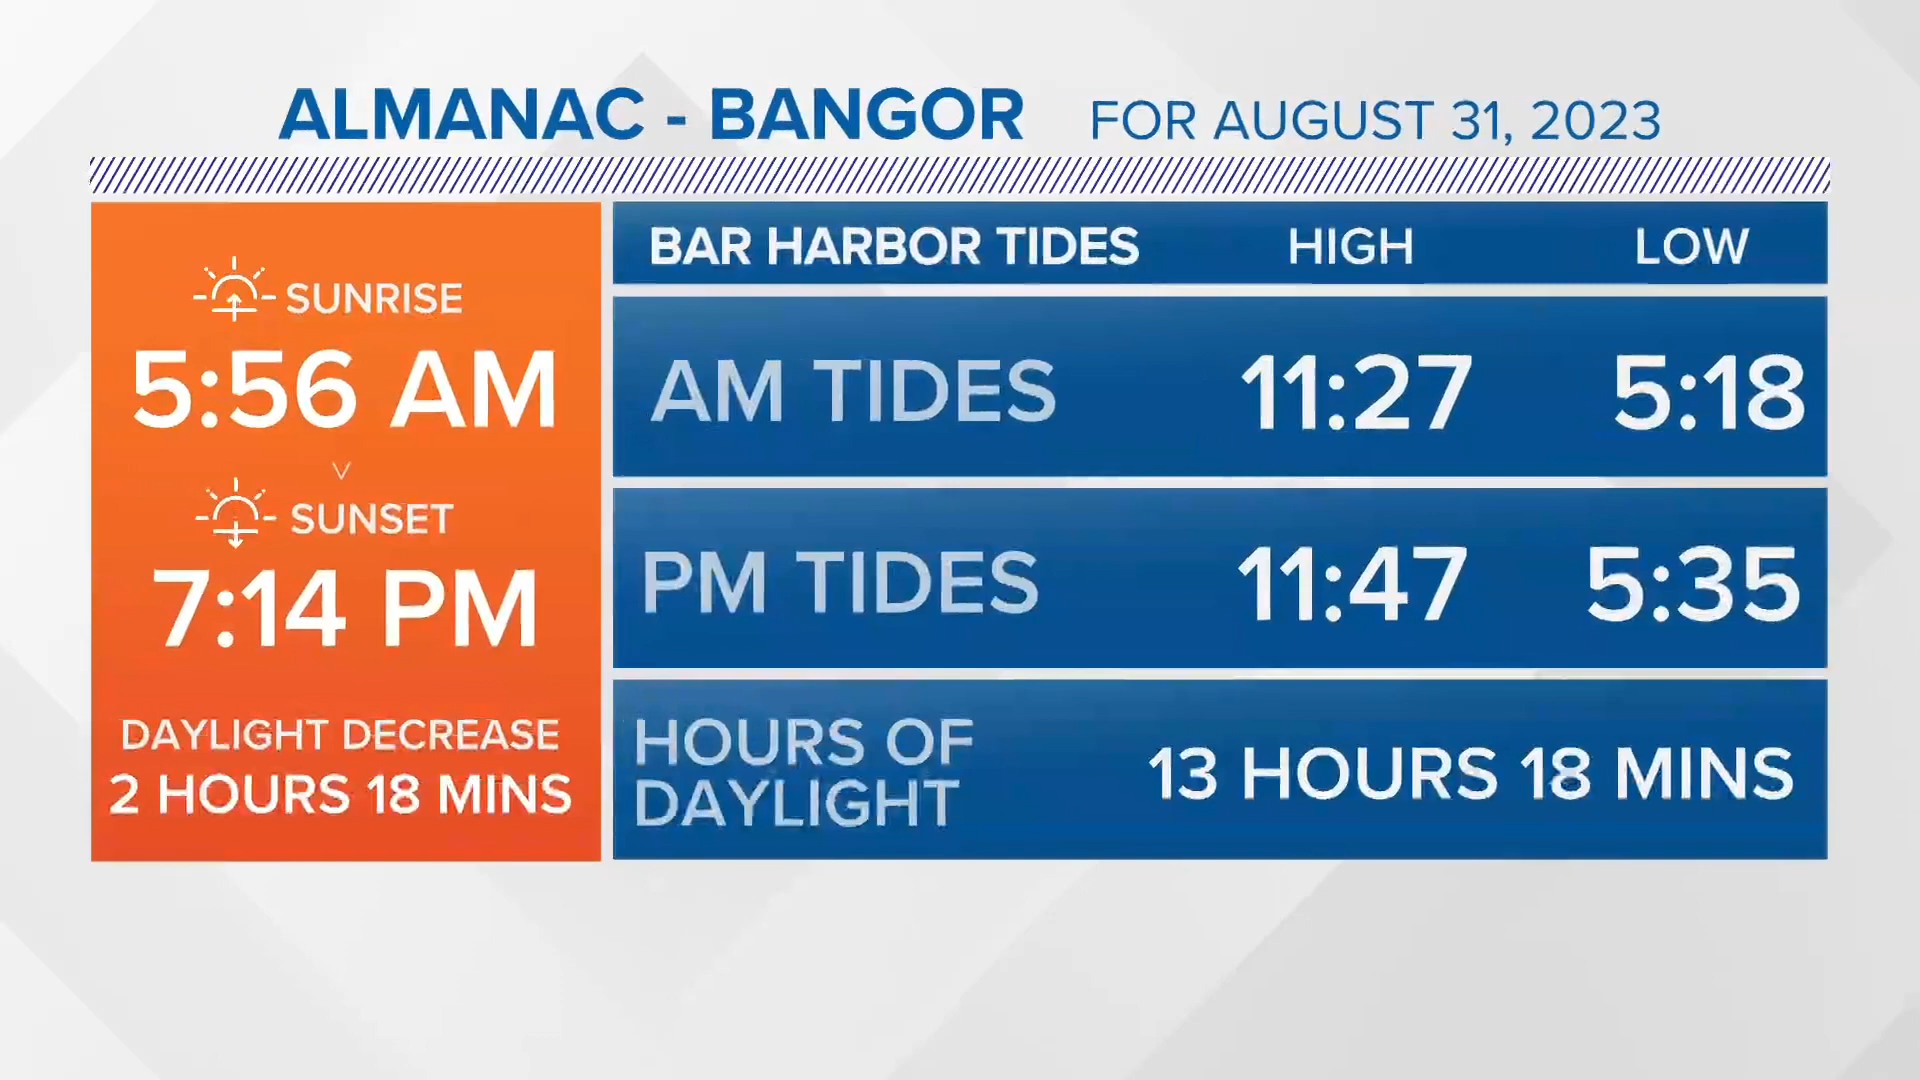 ALMANAC - BANGOR FOR AUGUST 31, 2023
SUNRISE
5:56 AM
SUNSET
7:14 PM
DAYLIGHT DECREASE
2 HOURS 18 MINS
BAR HARBOR TIDES HIGH LOW
AM TIDES 11:27 5:18
PM TIDES 11:47 5:35
HOURS OF
DAYLIGHT
13 HOURS 18 MINS